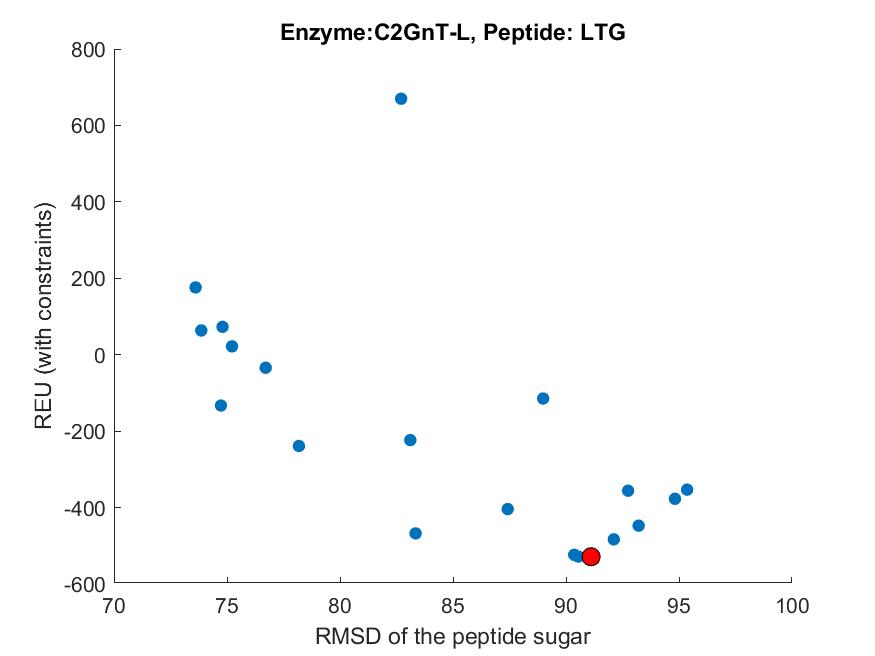 Enzyme:C2GnT-L, Peptide: LTG
800
600
400
200
0
-200
-400
-600
REU (with constraints)
70 75 80 85 90 95 100
RMSD of the peptide sugar